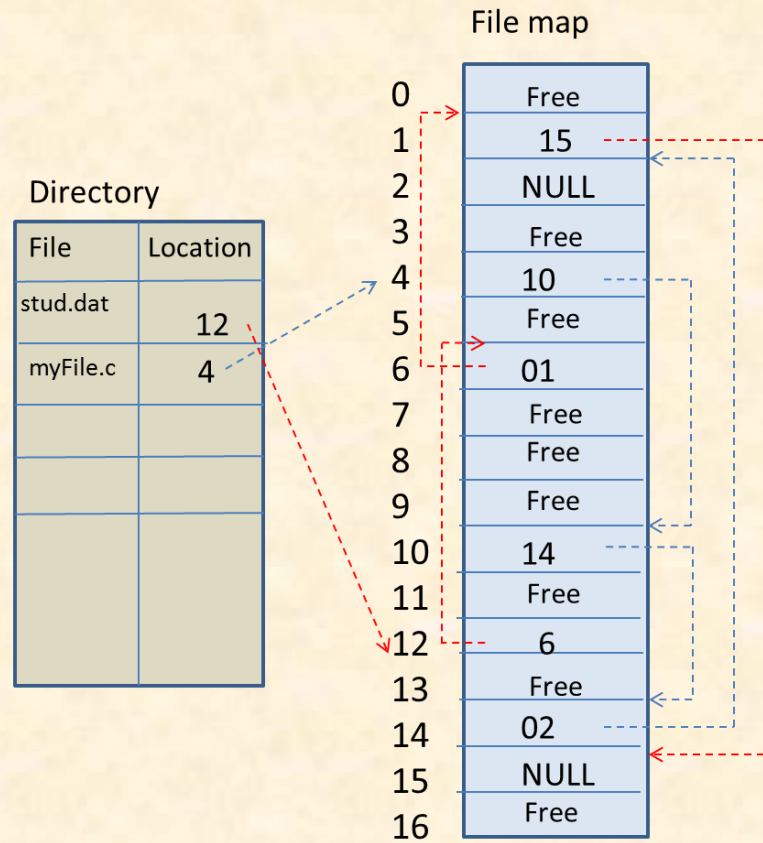 File map
Directory
File Location
stud.dat 12
myFile.c 4
0 Free
1 15
2 NULL
3 Free
4 10
5 Free
6 01
7 Free
8 Free
9 Free
10 14
11 Free
12 6
13 Free
14 02
15 NULL
16 Free